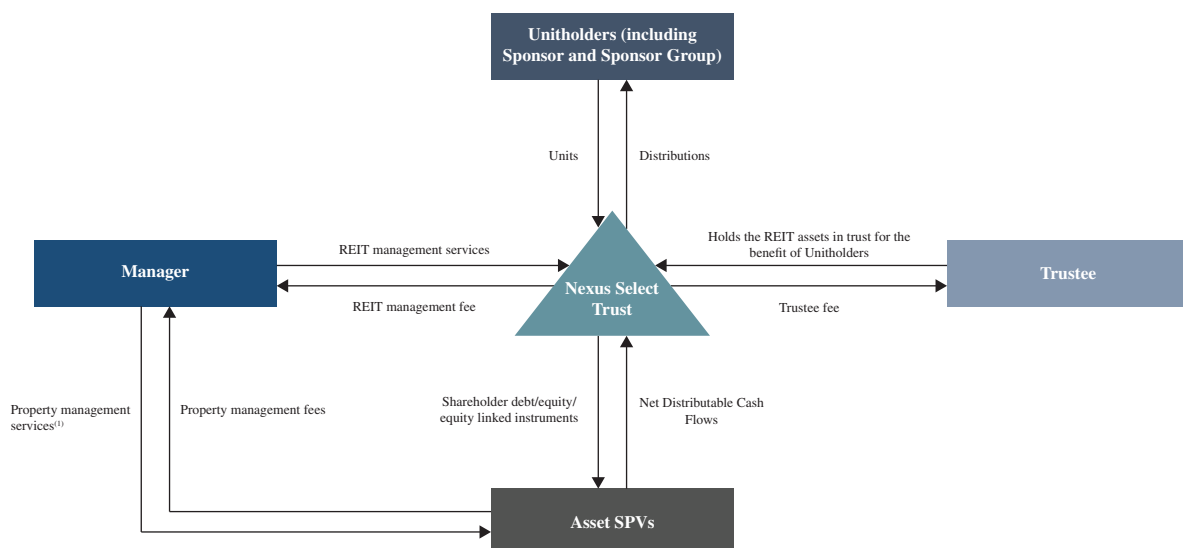 Unitholders (including
Sponsor and Sponsor Group)
Units
Distributions
Manager
REIT management services
REIT management fee
Nexus Select
Trust
Holds the REIT assets in trust for the
benefit of Unitholders
Trustee fee
Trustee
Property management
services(1)
Property management fees
Shareholder debt/equity/
equity linked instruments
Net Distributable Cash
Flows
Asset SPVs